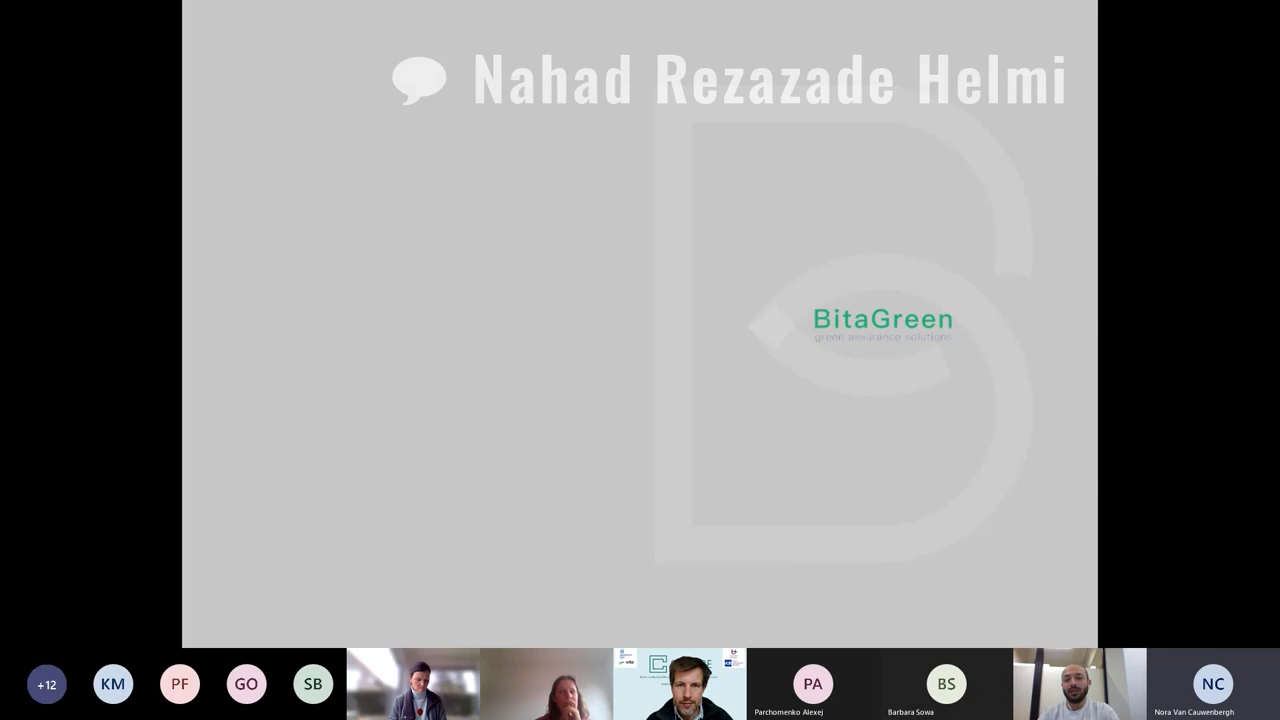 Nahad Rezazade Helmi
BitaGreen
green assurance solutions
+12
KM
PF
GO
SB
PA
Parchomenko Alexej
BS
Barbara Sowa
NC
Nora Van Cauwenbergh